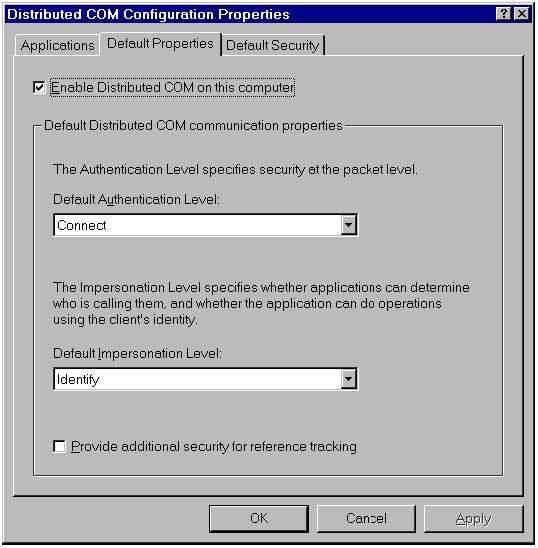 Distributed COM Configuration Properties
Applications
Default Properties
Default Security
Enable Distributed COM on this computer
Default Distributed COM communication properties
The Authentication Level specifies security at the packet level.
Default Authentication Level:
Connect
The Impersonation Level specifies whether applications can determine
who is calling them, and whether the application can do operations
using the client's identity.
Default Impersonation Level:
Identify
Provide additional security for reference tracking
OK
Cancel
Apply